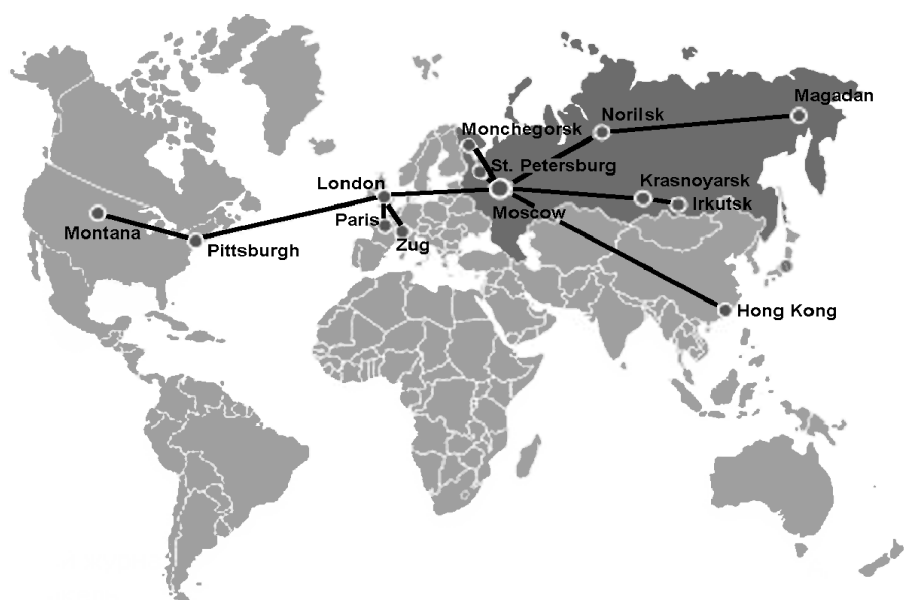 Magadan
Norilsk
Monchegorsk
St. Petersburg
Krasnoyarsk
London
Irkutsk
Moscow
Paris
Montana
Zug
Pittsburgh
Hong Kong